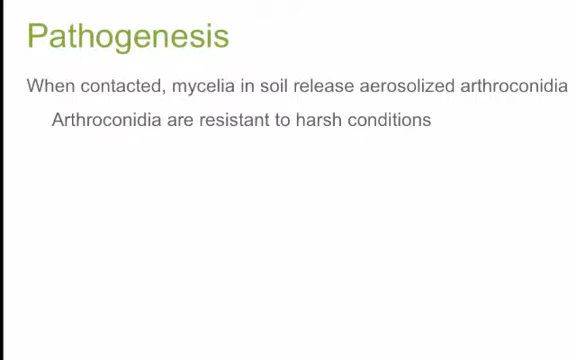 Pathogenesis
When contacted, mycelia in soil release aerosolized arthroconidia
Arthroconidia are resistant to harsh conditions